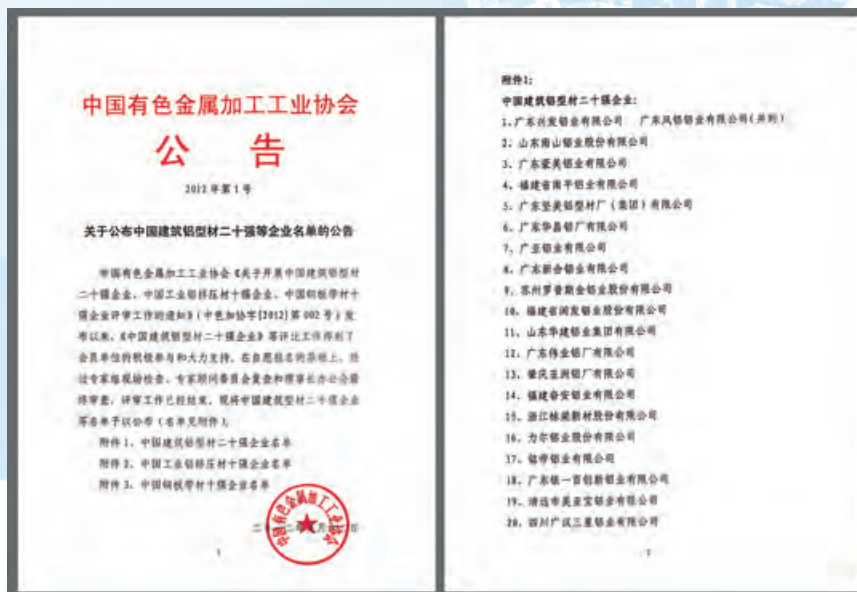 中国有色金属加工工业协会
公 告
2012 年第 1 号
关于公布中国建筑铝型材二十强等企业名单的公告
中国有色金属加工工业协会《关于开展中国建筑铝型材
二十强企业、中国工业铝挤压材十强企业、中国铜板带材十
强企业评审工作的通知》(中色加协字[2012]第 002 号)发
布以来,《中国建筑铝型材二十强企业》等评比工作得到了
会员单位的积极参与和大力支持。在自愿报名的基础上,经
过专家组现场检查、专家顾问委员会复查和理事长办公会最
终审查,评审工作已经结束。现将中国建筑型材二十强企业
等名单予以公布(名单见附件)。
附件 1、中国建筑铝型材二十强企业名单
附件 2、中国工业铝挤压材十强企业名单
附件 3、中国铜板带材十强企业名单
中国有色金属加工工业协会
1
附件1:
中国建筑铝型材二十强企业:
1、广东兴发铝业有限公司 广东凤铝铝业有限公司(并列)
2、山东南山铝业股份有限公司
3、广东豪美铝业有限公司
4、福建省南平铝业有限公司
5、广东坚美铝型材厂(集团)有限公司
6、广东华昌铝厂有限公司
7、广亚铝业有限公司
8、广东新合铝业有限公司
9、苏州罗普斯金铝业股份有限公司
10、福建省闽发铝业股份有限公司
11、山东华建铝业集团有限公司
12、广东伟业铝厂有限公司
13、肇庆亚洲铝厂有限公司
14、福建奋安铝业有限公司
15、浙江栋梁新材股份有限公司
16、力尔铝业股份有限公司
17、铭帝铝业有限公司
18、广东银一百创新铝业有限公司
19、清远市美亚宝铝业有限公司
20、四川广汉三星铝业有限公司
2